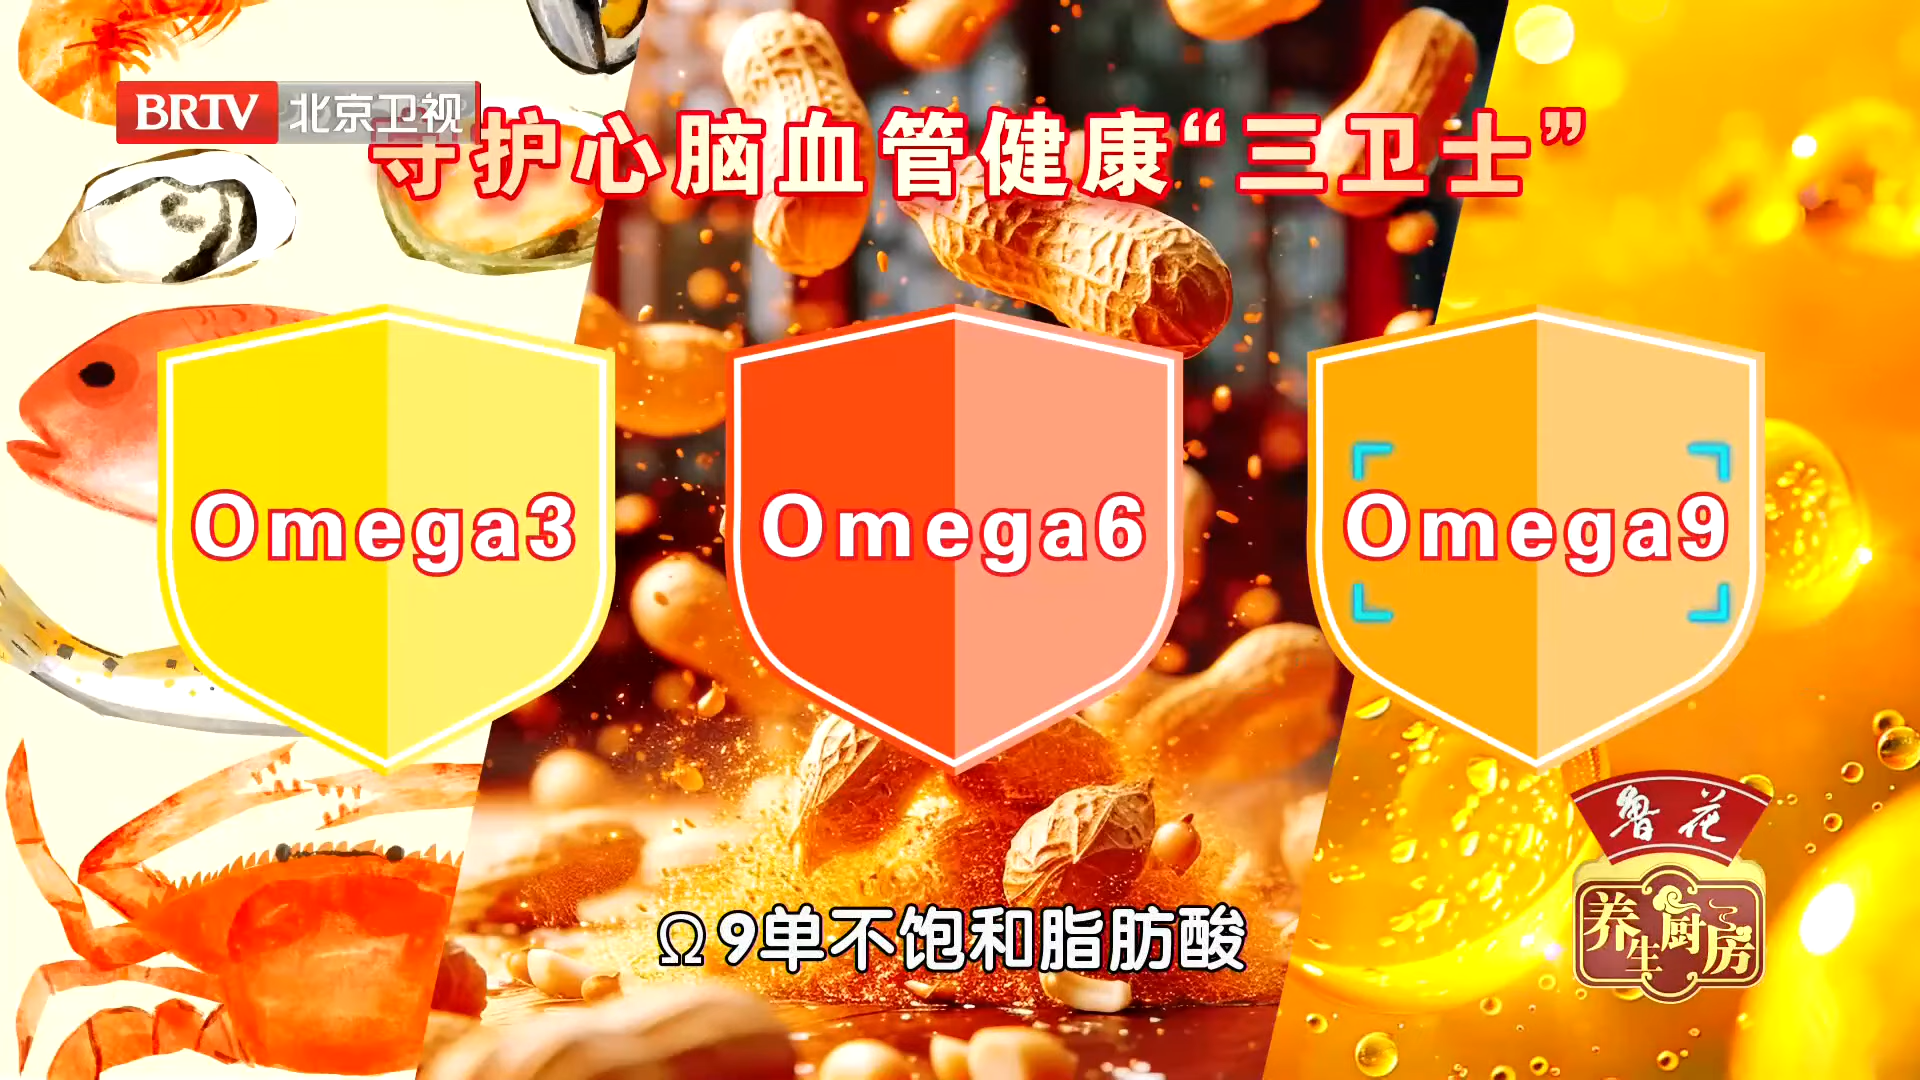 BRTV 北京卫视
守护心脑血管健康“三卫士”
Omega3
Omega6
Omega9
鲁花
养生厨房
Ω9单不饱和脂肪酸